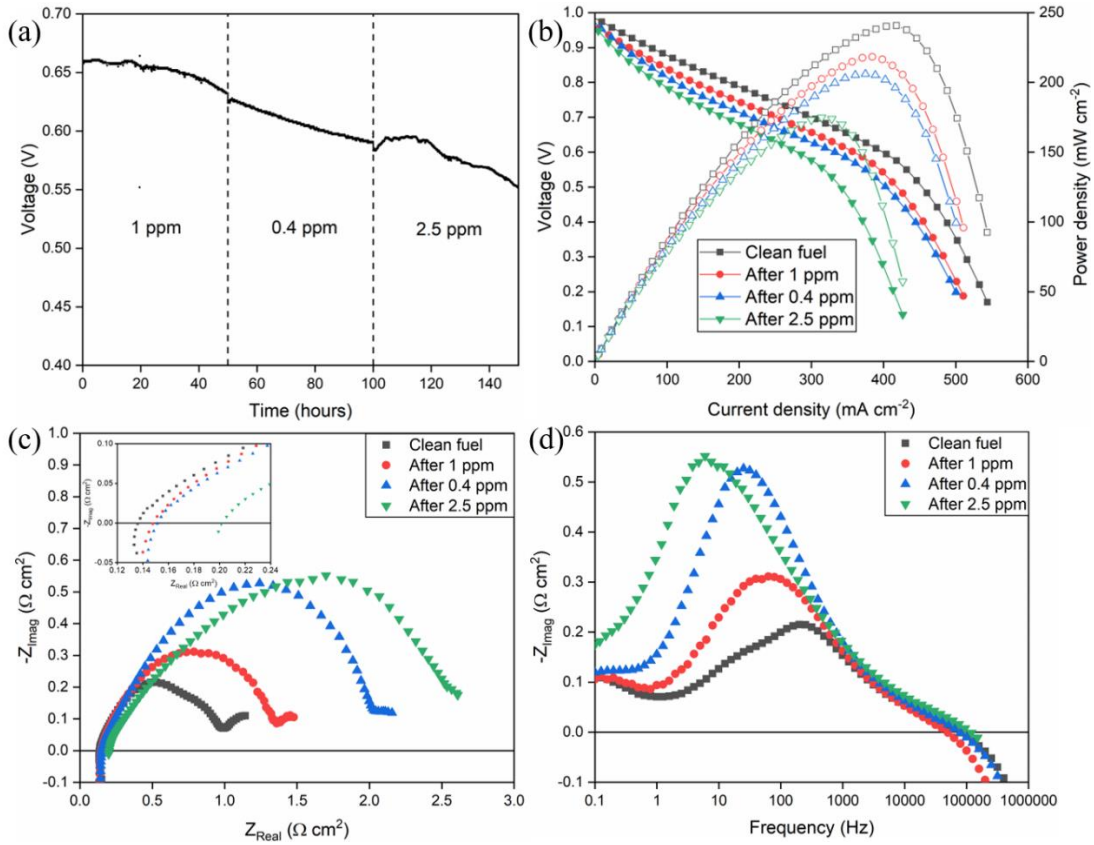 (a)
0.70
0.65
0.60
0.55
0.50
0.45
0.40
Voltage (V)
1 ppm
0.4 ppm
2.5 ppm
0
20
40
60
80
100
120
140
Time (hours)
(b)
1.0
0.9
0.8
0.7
0.6
0.5
0.4
0.3
0.2
0.1
0.0
Voltage (V)
250
200
150
100
50
0
Power density (mW cm-2)
Clean fuel
After 1 ppm
After 0.4 ppm
After 2.5 ppm
0
100
200
300
400
500
600
Current density (mA cm-2)
(c)
1.0
0.9
0.8
0.7
0.6
0.5
0.4
0.3
0.2
0.1
0.0
-0.1
-ZImag (Ω cm2)
0.10
0.05
0.00
-0.05
-ZImag (Ω cm2)
0.12
0.14
0.16
0.18
0.20
0.22
0.24
ZReal (Ω cm2)
Clean fuel
After 1 ppm
After 0.4 ppm
After 2.5 ppm
0.0
0.5
1.0
1.5
2.0
2.5
3.0
ZReal (Ω cm2)
(d)
0.6
0.5
0.4
0.3
0.2
0.1
0.0
-0.1
-ZImag (Ω cm2)
Clean fuel
After 1 ppm
After 0.4 ppm
After 2.5 ppm
0.1
1
10
100
1000
10000
100000
1000000
Frequency (Hz)